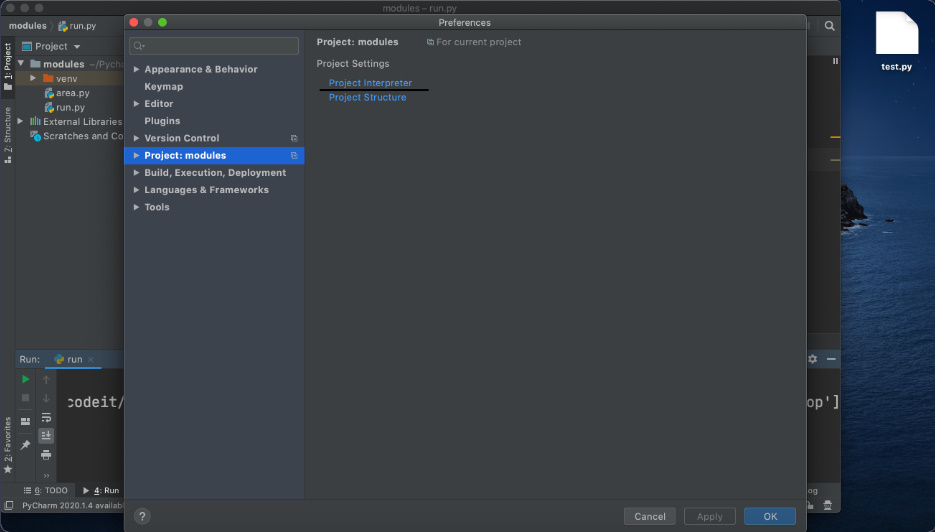 modules – run.py
Preferences
modules
run.py
1: Project
2: Structure
2: Favorites
Project
modules ~/Pycha
venv
area.py
run.py
External Libraries
Scratches and Co
Appearance & Behavior
Keymap
Editor
Plugins
Version Control
Project: modules
Build, Execution, Deployment
Languages & Frameworks
Tools
Project: modules
For current project
Project Settings
Project Interpreter
Project Structure
test.py
Run:
run
codeit/
op']
6: TODO
4: Run
og
PyCharm 2020.1.4 availabl
?
Cancel
Apply
OK